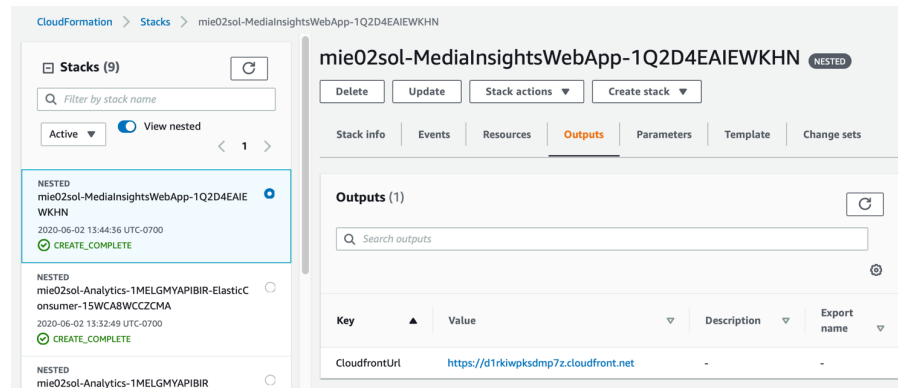 CloudFormation > Stacks > mie02sol-MediaInsightsWebApp-1Q2D4EAIEWKHN
Stacks (9)
Filter by stack name
Active ▼ View nested
< 1 >
NESTED
mie02sol-MediaInsightsWebApp-1Q2D4EAIE
WKHN
2020-06-02 13:44:36 UTC-0700
CREATE_COMPLETE
NESTED
mie02sol-Analytics-1MELGMYAPIBIR-ElasticC
onsumer-15WCA8WCCZCMA
2020-06-02 13:32:49 UTC-0700
CREATE_COMPLETE
NESTED
mie02sol-Analytics-1MELGMYAPIBIR
mie02sol-MediaInsightsWebApp-1Q2D4EAIEWKHN NESTED
Delete Update Stack actions ▼ Create stack ▼
Stack info Events Resources Outputs Parameters Template Change sets
Outputs (1)
Search outputs
Key ▲ Value ▽ Description ▽ Export name ▽
CloudfrontUrl https://d1rkiwpksdmp7z.cloudfront.net - -